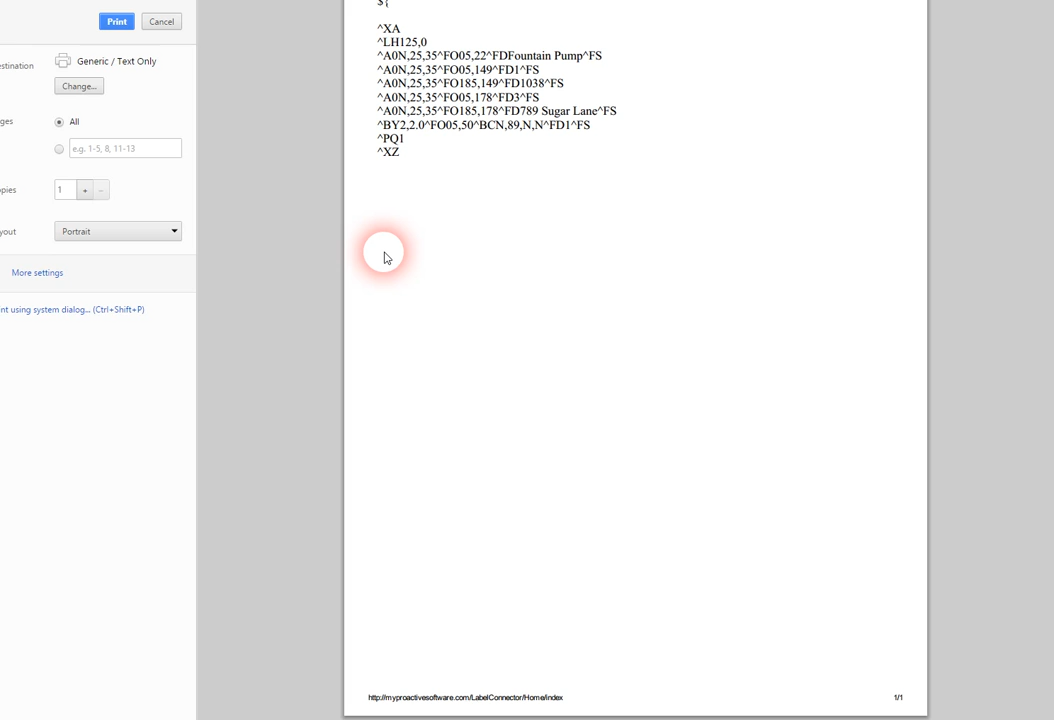 Print
Cancel
estination
Generic / Text Only
Change...
ges
All
e.g. 1-5, 8, 11-13
opies
1
+
-
yout
Portrait
More settings
nt using system dialog... (Ctrl+Shift+P)
${
^XA
^LH125,0
^A0N,25,35^FO05,22^FDFountain Pump^FS
^A0N,25,35^FO05,149^FD1^FS
^A0N,25,35^FO185,149^FD1038^FS
^A0N,25,35^FO05,178^FD3^FS
^A0N,25,35^FO185,178^FD789 Sugar Lane^FS
^BY2,2.0^FO05,50^BCN,89,N,N^FD1^FS
^PQ1
^XZ
http://myproactivesoftware.com/LabelConnector/Home/Index
1/1